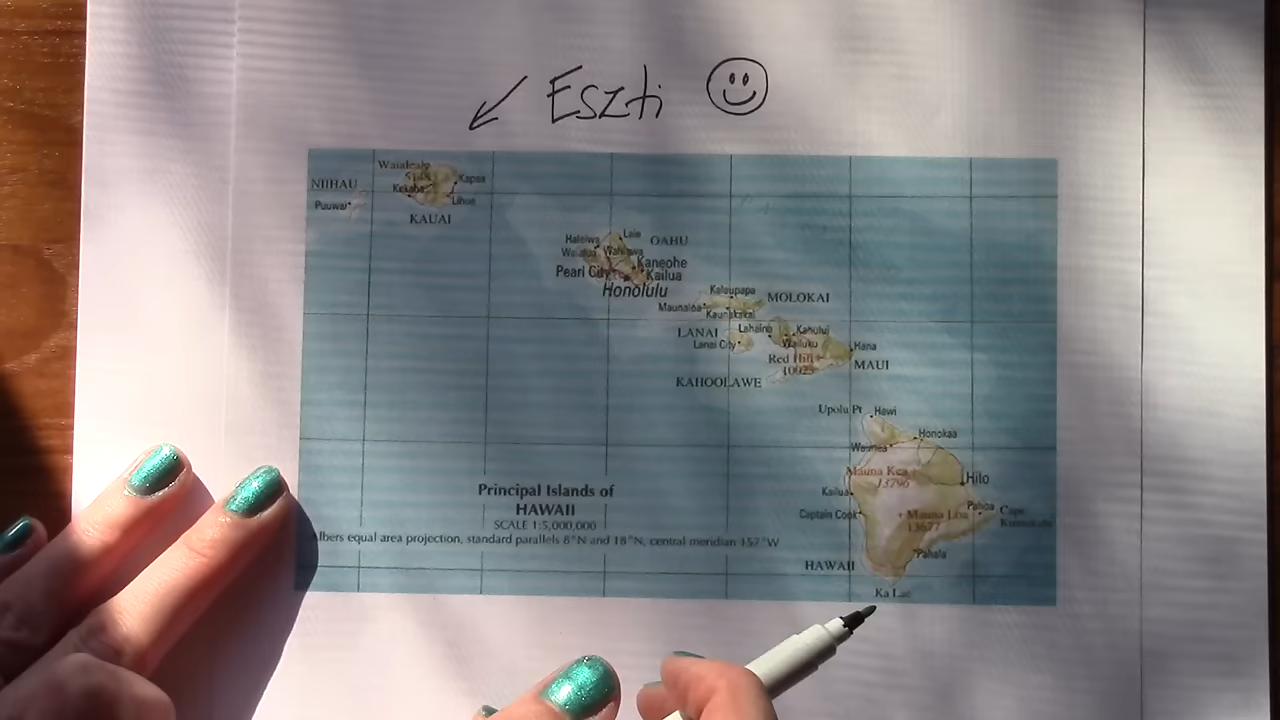 Eszti
Waialeale
NIIHAU
Kapaa
Kekaha
Puuwai
Lihue
KAUAI
Laie
Haleiwa
OAHU
Waialua Wahiawa
Kaneohe
Pearl City
Kailua
Honolulu
Kalaupapa
MOLOKAI
Maunaloa
Kaunakakai
LANAI
Lahaina
Kahului
Lanai City
Wailuku
Hana
Red Hill
10023
MAUI
KAHOOLAWE
Upolu Pt
Hawi
Honokaa
Waimea
Mauna Kea
13796
Hilo
Kailua
Pahoa
Cape
Kumukahi
Captain Cook
Mauna Loa
13677
Pahala
HAWAII
Ka Lae
Principal Islands of
HAWAII
SCALE 1:5,000,000
lbers equal area projection, standard parallels 8°N and 18°N, central meridian 157°W